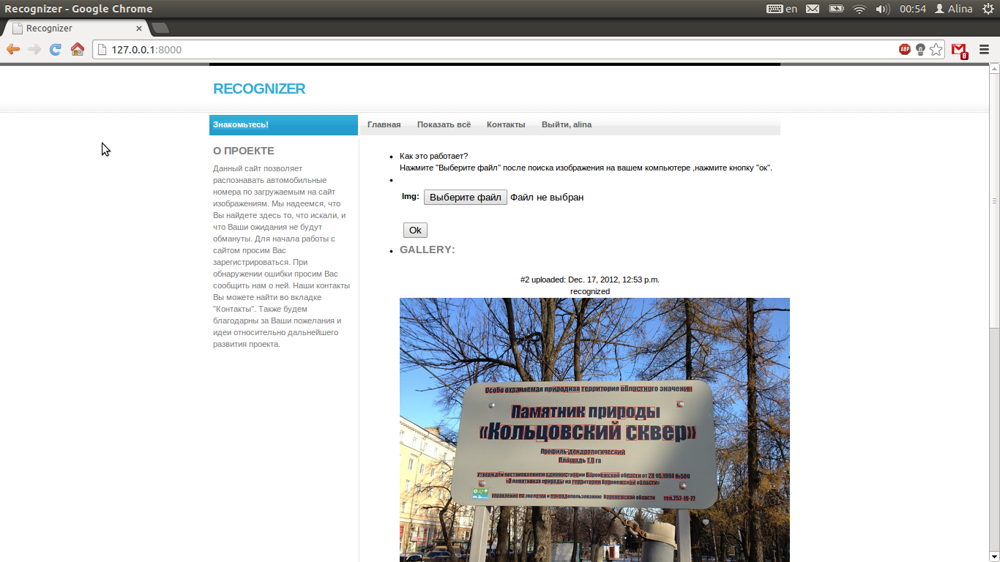 Recognizer - Google Chrome
en
00:54
Alina
Recognizer
127.0.0.1:8000
ABP
8
RECOGNIZER
Знакомьтесь!
Главная
Показать всё
Контакты
Выйти, alina
О ПРОЕКТЕ
Данный сайт позволяет
распознавать автомобильные
номера по загружаемым на сайт
изображениям. Мы надеемся, что
Вы найдете здесь то, что искали, и
что Ваши ожидания не будут
обмануты. Для начала работы с
сайтом просим Вас
зарегистрироваться. При
обнаружении ошибки просим Вас
сообщить нам о ней. Наши контакты
Вы можете найти во вкладке
"Контакты". Также будем
благодарны за Ваши пожелания и
идеи относительно дальнейшего
развития проекта.
Как это работает?
Нажмите "Выберите файл" после поиска изображения на вашем компьютере ,нажмите кнопку "ок".
Img: Выберите файл Файл не выбран
Ok
GALLERY:
#2 uploaded: Dec. 17, 2012, 12:53 p.m.
recognized
Особо охраняемая природная территория областного значения
Памятник природы
«Кольцовский сквер»
Профиль-дендрологический
Площадь 1.0 га
Утвержден постановлением администрации Воронежской области от 28 05.1998 №500
«О памятниках природы на территории Воронежской области»
Управление по экологии и природопользованию Воронежской области тел.252-19-77